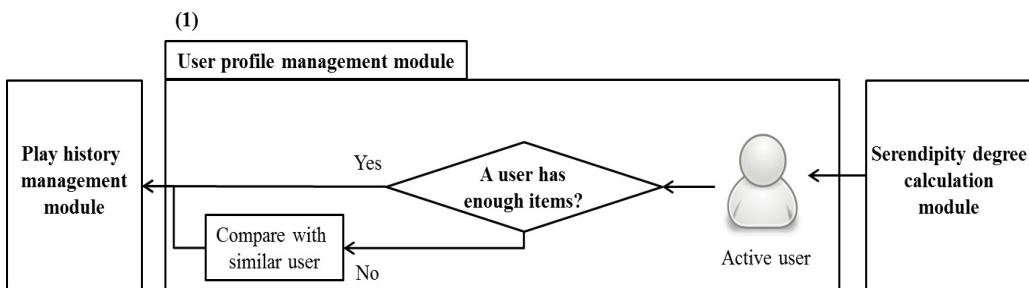 (1)
User profile management module
Play history
management
module
Yes
A user has
enough items?
Compare with
similar user
No
Active user
Serendipity degree
calculation
module